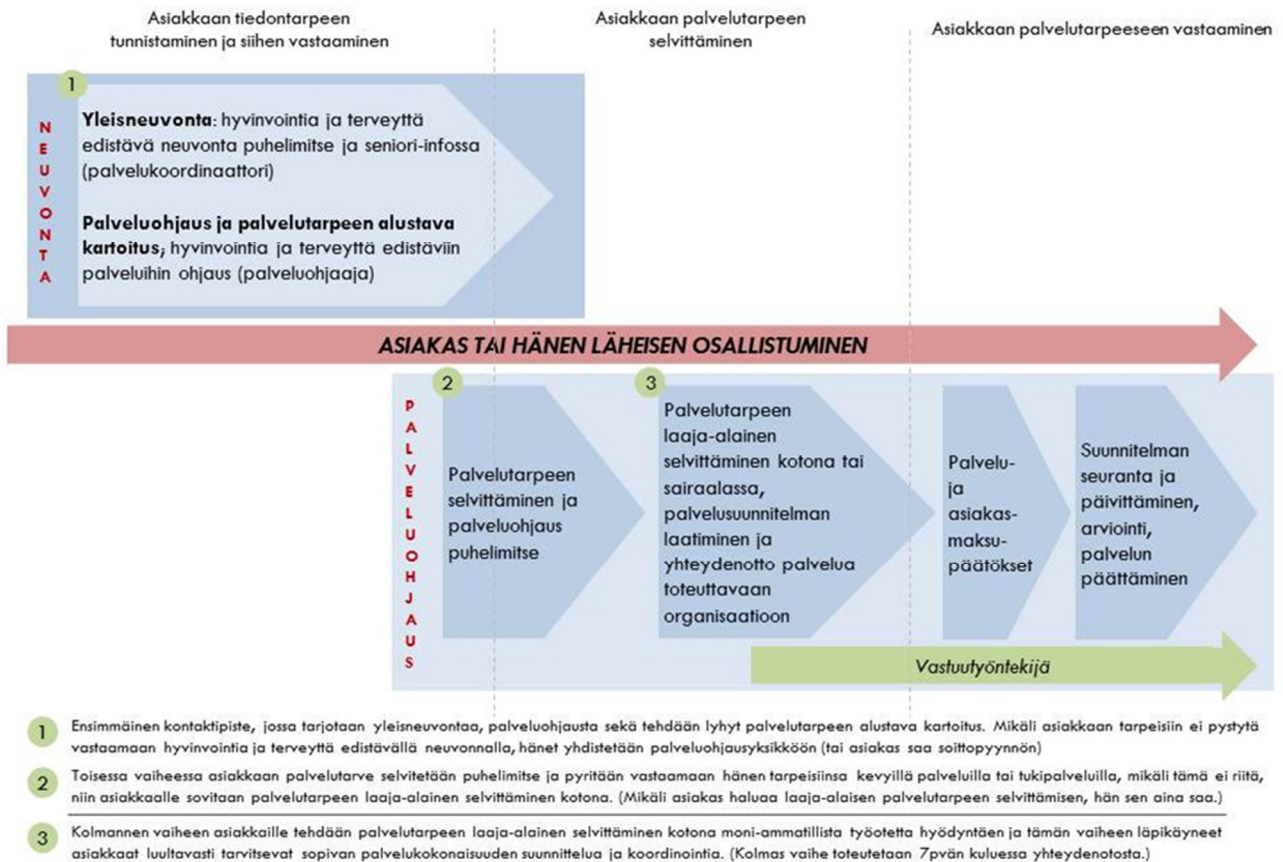 Asiakkaan tiedontarpeen
tunnistaminen ja siihen vastaaminen
Asiakkaan palvelutarpeen
selvittäminen
Asiakkaan palvelutarpeeseen vastaaminen
1
NEUVONTA
Yleisneuvonta: hyvinvointia ja terveyttä
edistävä neuvonta puhelimitse ja seniori-infossa
(palvelukoordinaattori)
Palveluohjaus ja palvelutarpeen alustava
kartoitus; hyvinvointia ja terveyttä edistäviin
palveluihin ohjaus (palveluohjaaja)
ASIAKAS TAI HÄNEN LÄHEISEN OSALLISTUMINEN
PALVELUOHJAUS
2
Palvelutarpeen
selvittäminen ja
palveluohjaus
puhelimitse
3
Palvelutarpeen
laaja-alainen
selvittäminen kotona tai
sairaalassa,
palvelusuunnitelman
laatiminen ja
yhteydenotto palvelua
toteuttavaan
organisaatioon
Palvelu-
ja
asiakas-
maksu-
päätökset
Suunnitelman
seuranta ja
päivittäminen,
arviointi,
palvelun
päättäminen
Vastuutyöntekijä
1 Ensimmäinen kontaktipiste, jossa tarjotaan yleisneuvontaa, palveluohjausta sekä tehdään lyhyt palvelutarpeen alustava kartoitus. Mikäli asiakkaan tarpeisiin ei pystytä
vastaamaan hyvinvointia ja terveyttä edistävällä neuvonnalla, hänet yhdistetään palveluohjausyksikköön (tai asiakas saa soittopyynnön)
2 Toisessa vaiheessa asiakkaan palvelutarve selvitetään puhelimitse ja pyritään vastaamaan hänen tarpeisiinsa kevyillä palveluilla tai tukipalveluilla, mikäli tämä ei riitä,
niin asiakkaalle sovitaan palvelutarpeen laaja-alainen selvittäminen kotona. (Mikäli asiakas haluaa laaja-alaisen palvelutarpeen selvittämisen, hän sen aina saa.)
3 Kolmannen vaiheen asiakkaille tehdään palvelutarpeen laaja-alainen selvittäminen kotona moni-ammatillista työotetta hyödyntäen ja tämän vaiheen läpikäyneet
asiakkaat luultavasti tarvitsevat sopivan palvelukokonaisuuden suunnittelua ja koordinointia. (Kolmas vaihe toteutetaan 7pvän kuluessa yhteydenotosta.)